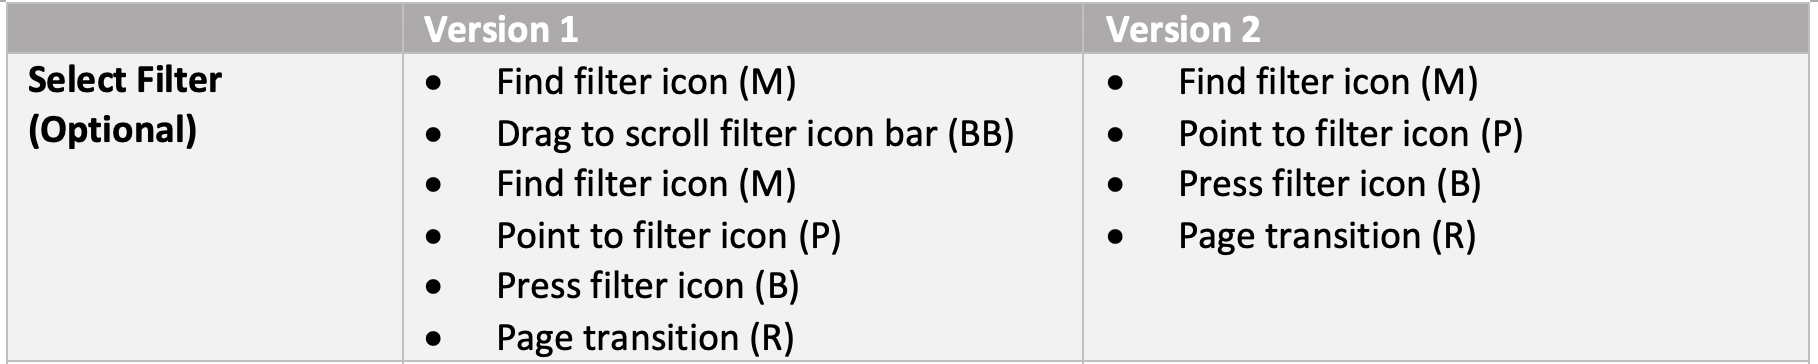 Version 1
Version 2
Select Filter
(Optional)
• Find filter icon (M)
• Drag to scroll filter icon bar (BB)
• Find filter icon (M)
• Point to filter icon (P)
• Press filter icon (B)
• Page transition (R)
• Find filter icon (M)
• Point to filter icon (P)
• Press filter icon (B)
• Page transition (R)